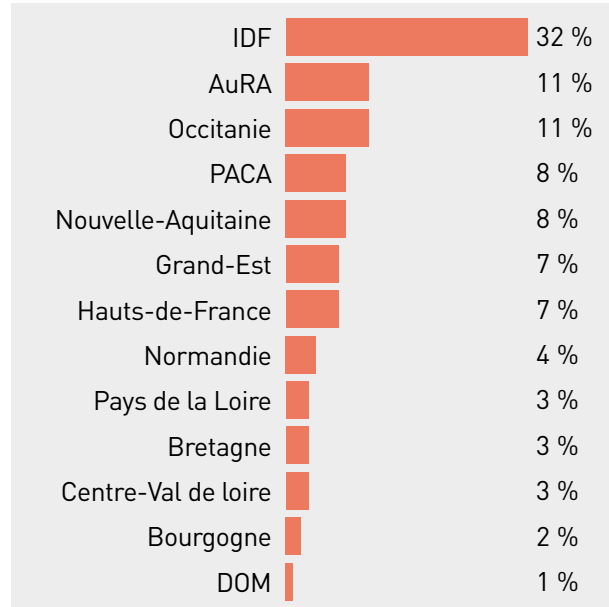 IDF 32 %
AuRA 11 %
Occitanie 11 %
PACA 8 %
Nouvelle-Aquitaine 8 %
Grand-Est 7 %
Hauts-de-France 7 %
Normandie 4 %
Pays de la Loire 3 %
Bretagne 3 %
Centre-Val de loire 3 %
Bourgogne 2 %
DOM 1 %